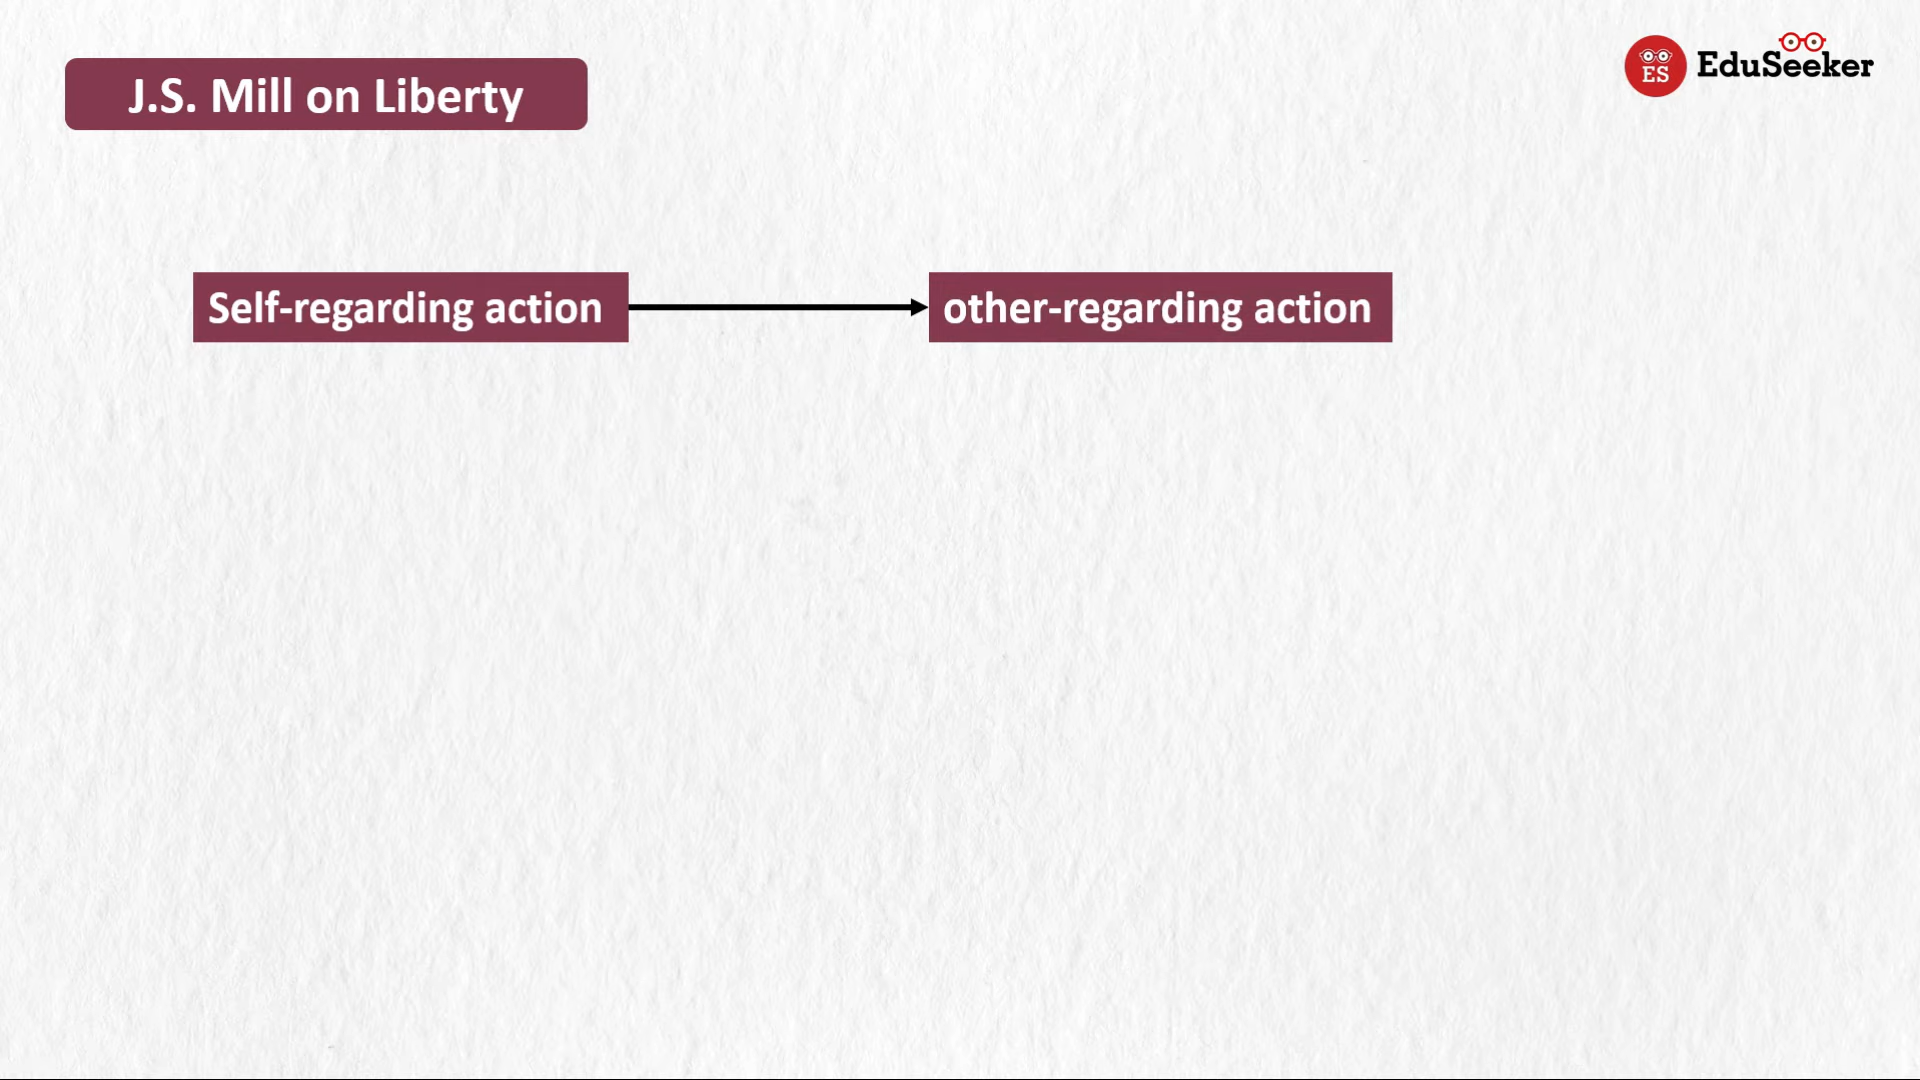 J.S. Mill on Liberty
ES EduSeeker
Self-regarding action
other-regarding action